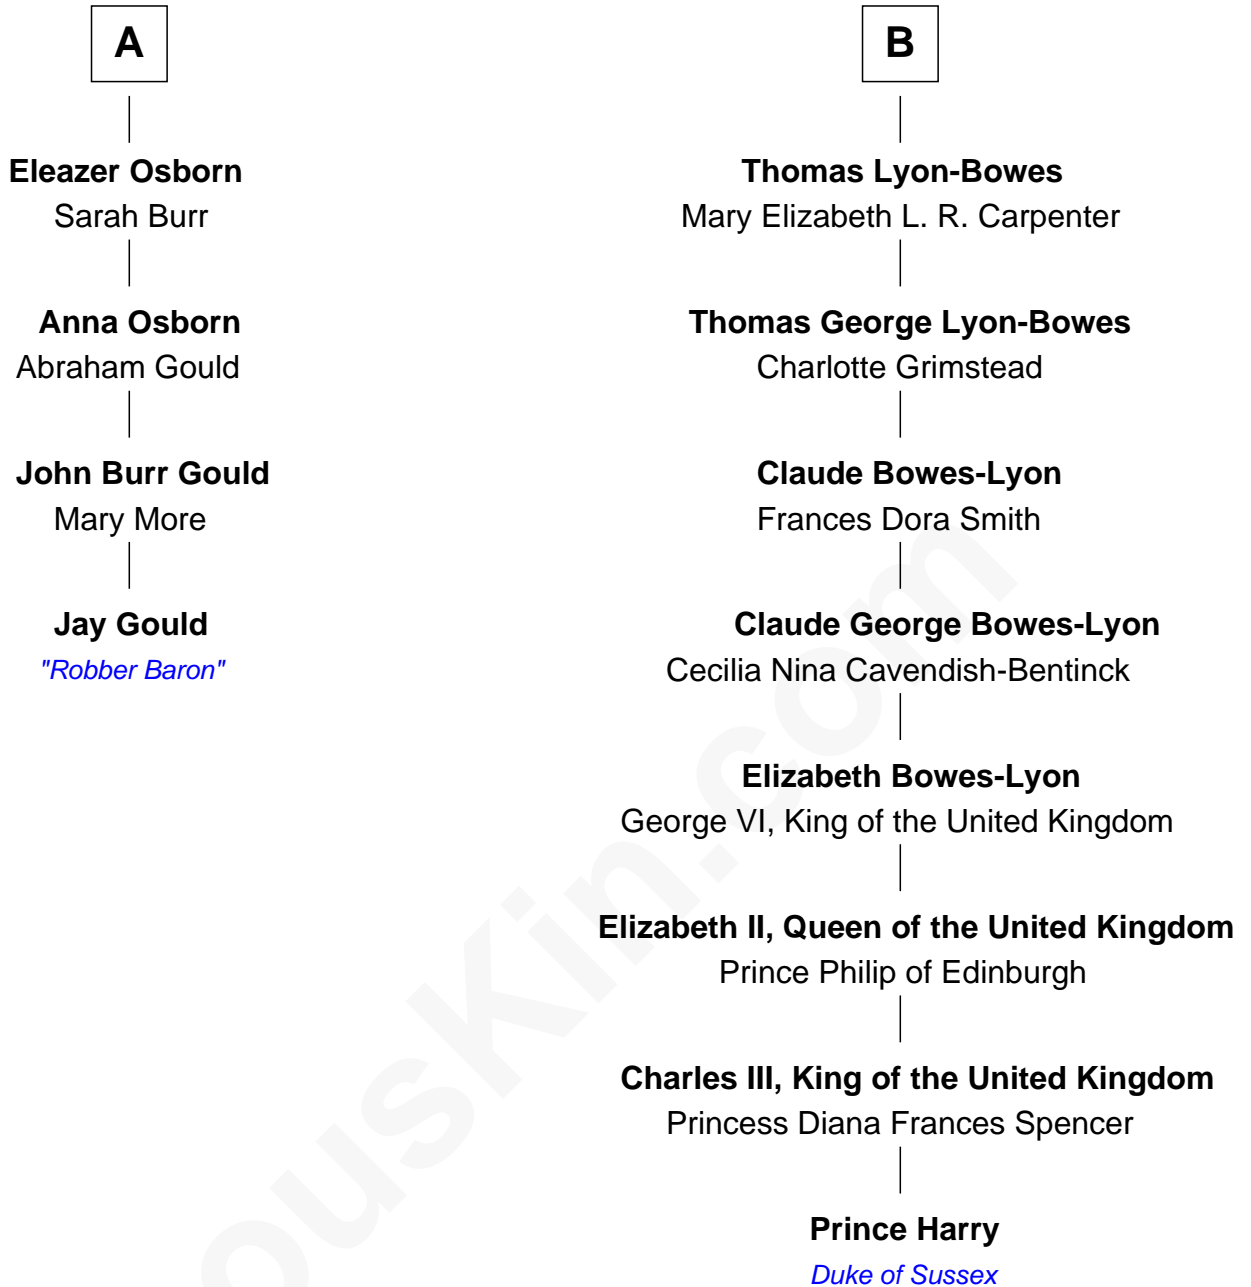 A
Eleazer Osborn
Sarah Burr
Anna Osborn
Abraham Gould
John Burr Gould
Mary More
Jay Gould
"Robber Baron"
B
Thomas Lyon-Bowes
Mary Elizabeth L. R. Carpenter
Thomas George Lyon-Bowes
Charlotte Grimstead
Claude Bowes-Lyon
Frances Dora Smith
Claude George Bowes-Lyon
Cecilia Nina Cavendish-Bentinck
Elizabeth Bowes-Lyon
George VI, King of the United Kingdom
Elizabeth II, Queen of the United Kingdom
Prince Philip of Edinburgh
Charles III, King of the United Kingdom
Princess Diana Frances Spencer
Prince Harry
Duke of Sussex
ousKin.com